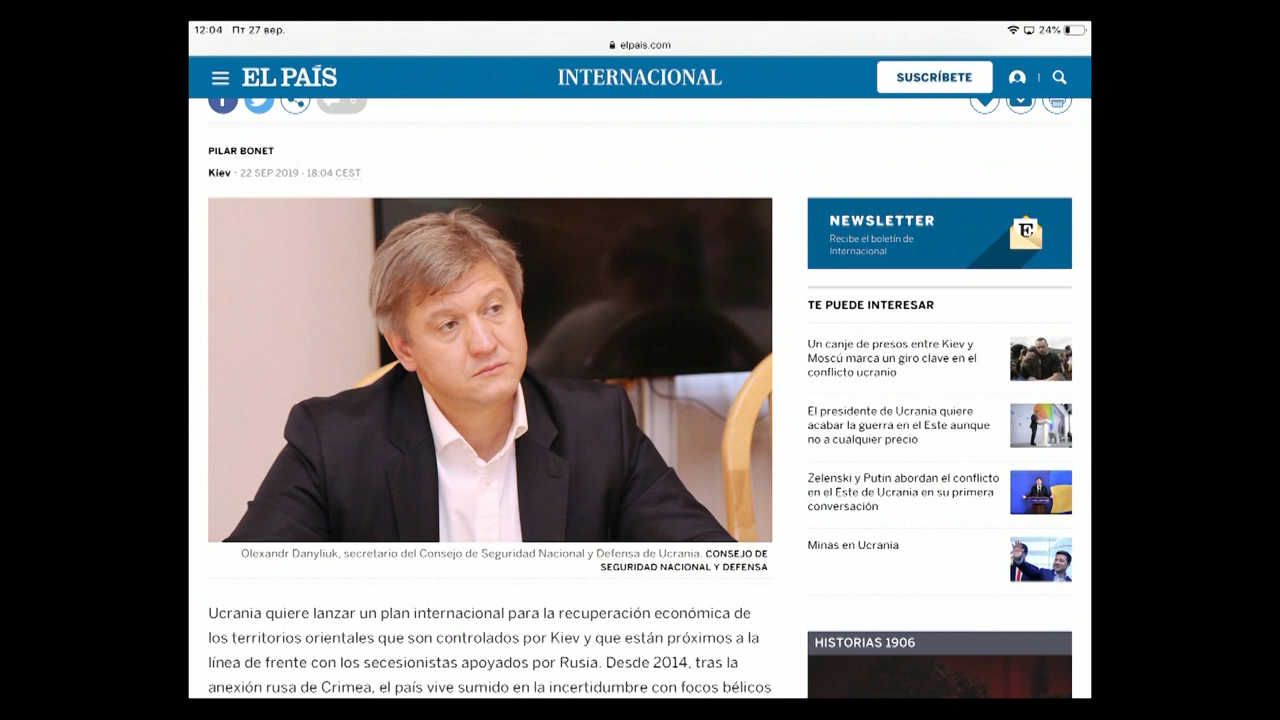 12:04 Пт 27 вер.
24%
elpais.com
EL PAÍS
INTERNACIONAL
SUSCRÍBETE
PILAR BONET
Kiev - 22 SEP 2019 - 18:04 CEST
Olexandr Danyliuk, secretario del Consejo de Seguridad Nacional y Defensa de Ucrania. CONSEJO DE
SEGURIDAD NACIONAL Y DEFENSA
Ucrania quiere lanzar un plan internacional para la recuperación económica de
los territorios orientales que son controlados por Kiev y que están próximos a la
línea de frente con los secesionistas apoyados por Rusia. Desde 2014, tras la
anexión rusa de Crimea, el país vive sumido en la incertidumbre con focos bélicos
NEWSLETTER
Recibe el boletín de
Internacional
E
TE PUEDE INTERESAR
Un canje de presos entre Kiev y
Moscú marca un giro clave en el
conflicto ucranio
El presidente de Ucrania quiere
acabar la guerra en el Este aunque
no a cualquier precio
Zelenski y Putin abordan el conflicto
en el Este de Ucrania en su primera
conversación
Minas en Ucrania
HISTORIAS 1906